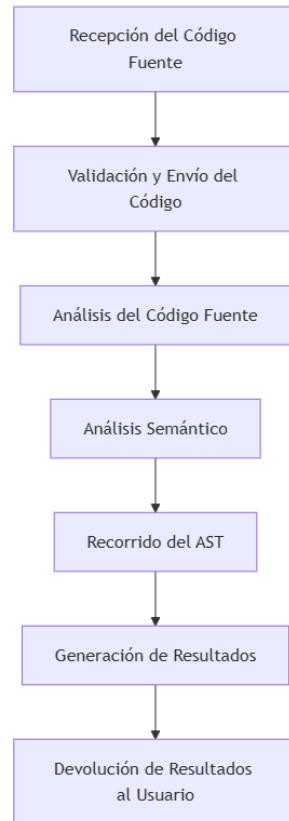 Recepción del Código
Fuente
Validación y Envío del
Código
Análisis del Código Fuente
Análisis Semántico
Recorrido del AST
Generación de Resultados
Devolución de Resultados
al Usuario